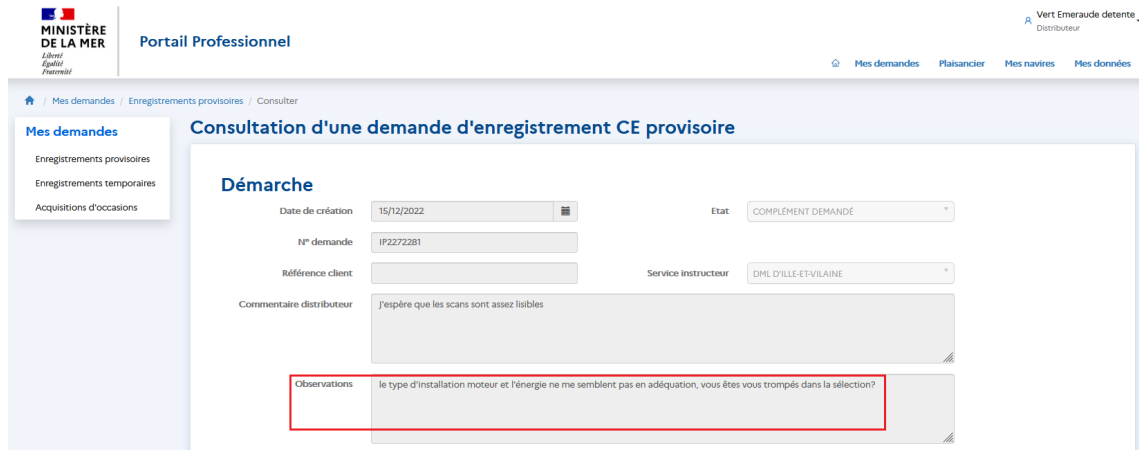 MINISTÈRE
DE LA MER
Liberté
Égalité
Fraternité
Portail Professionnel
Vert Emeraude detente
Distributeur
Mes demandes Plaisancier Mes navires Mes données
/ Mes demandes / Enregistrements provisoires / Consulter
Mes demandes
Enregistrements provisoires
Enregistrements temporaires
Acquisitions d'occasions
Consultation d'une demande d'enregistrement CE provisoire
Démarche
Date de création 15/12/2022 Etat COMPLÉMENT DEMANDÉ
N° demande IP2272281
Référence client Service instructeur DML D'ILLE-ET-VILAINE
Commentaire distributeur J'espère que les scans sont assez lisibles
Observations le type d'installation moteur et l'énergie ne me semblent pas en adéquation, vous êtes vous trompés dans la sélection?